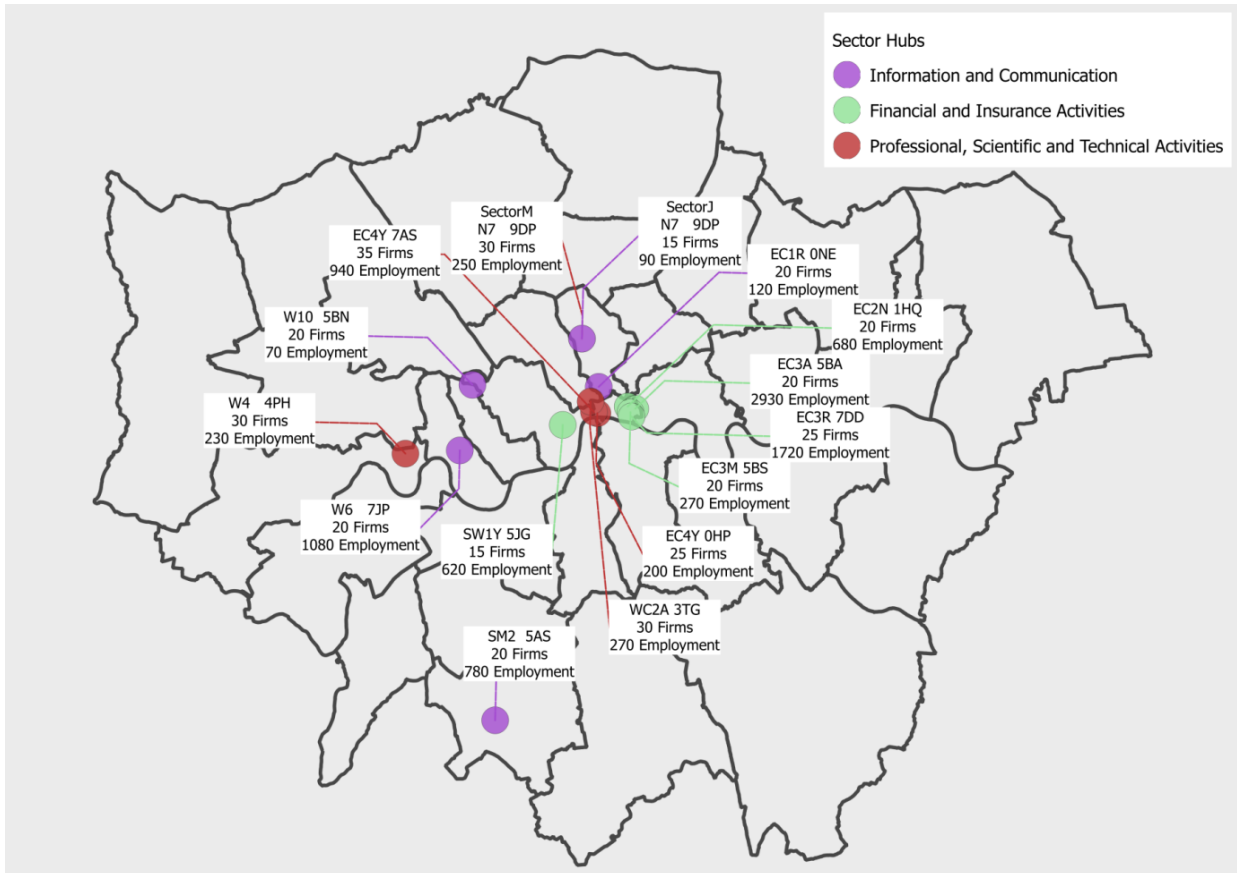 Sector Hubs
Information and Communication
Financial and Insurance Activities
Professional, Scientific and Technical Activities
SectorM
N7 9DP
30 Firms
250 Employment
SectorJ
N7 9DP
15 Firms
90 Employment
EC4Y 7AS
35 Firms
940 Employment
EC1R 0NE
20 Firms
120 Employment
W10 5BN
20 Firms
70 Employment
EC2N 1HQ
20 Firms
680 Employment
EC3A 5BA
20 Firms
2930 Employment
W4 4PH
30 Firms
230 Employment
EC3R 7DD
25 Firms
1720 Employment
EC3M 5BS
20 Firms
270 Employment
W6 7JP
20 Firms
1080 Employment
SW1Y 5JG
15 Firms
620 Employment
EC4Y 0HP
25 Firms
200 Employment
WC2A 3TG
30 Firms
270 Employment
SM2 5AS
20 Firms
780 Employment